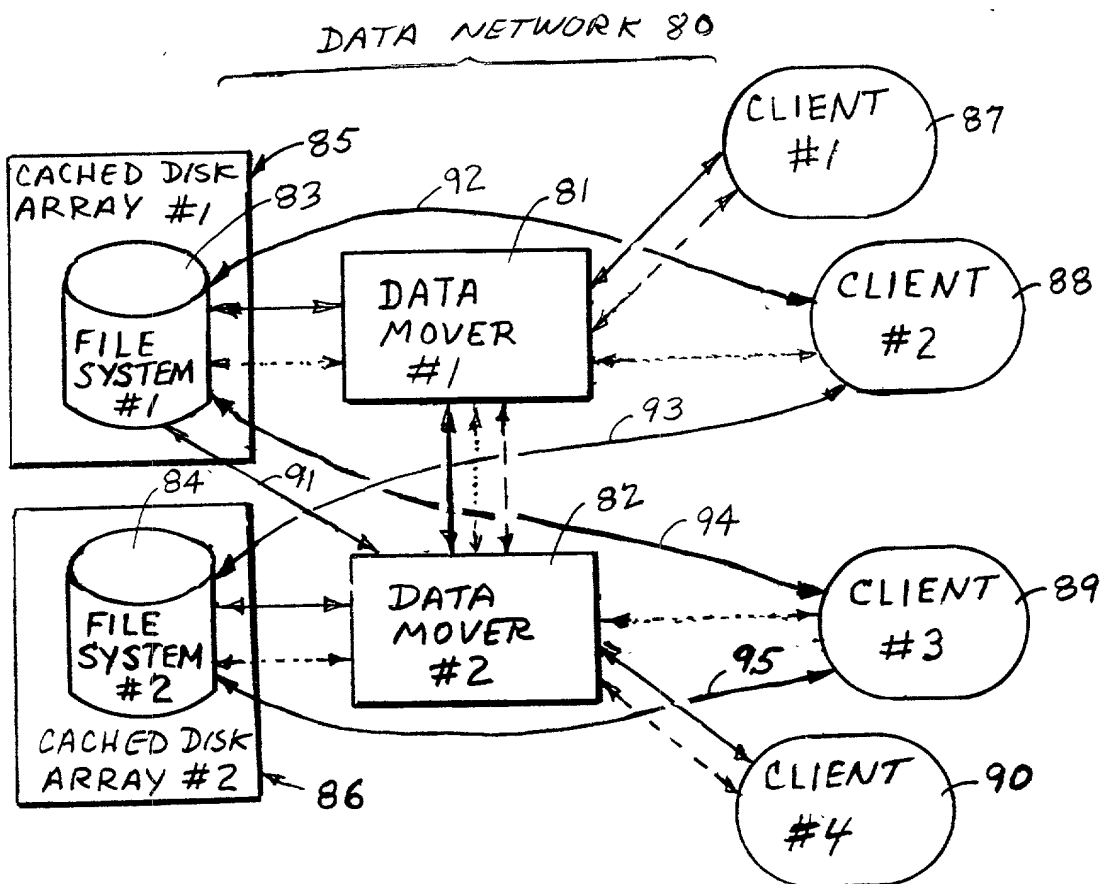 DATA NETWORK 80
CLIENT
#1
87
85
CACHED DISK
ARRAY #1
83
92
81
DATA
MOVER
#1
CLIENT
#2
88
FILE
SYSTEM
#1
93
91
84
82
94
DATA
MOVER
#2
CLIENT
#3
89
FILE
SYSTEM
#2
95
CACHED DISK
ARRAY #2
86
CLIENT
#4
90